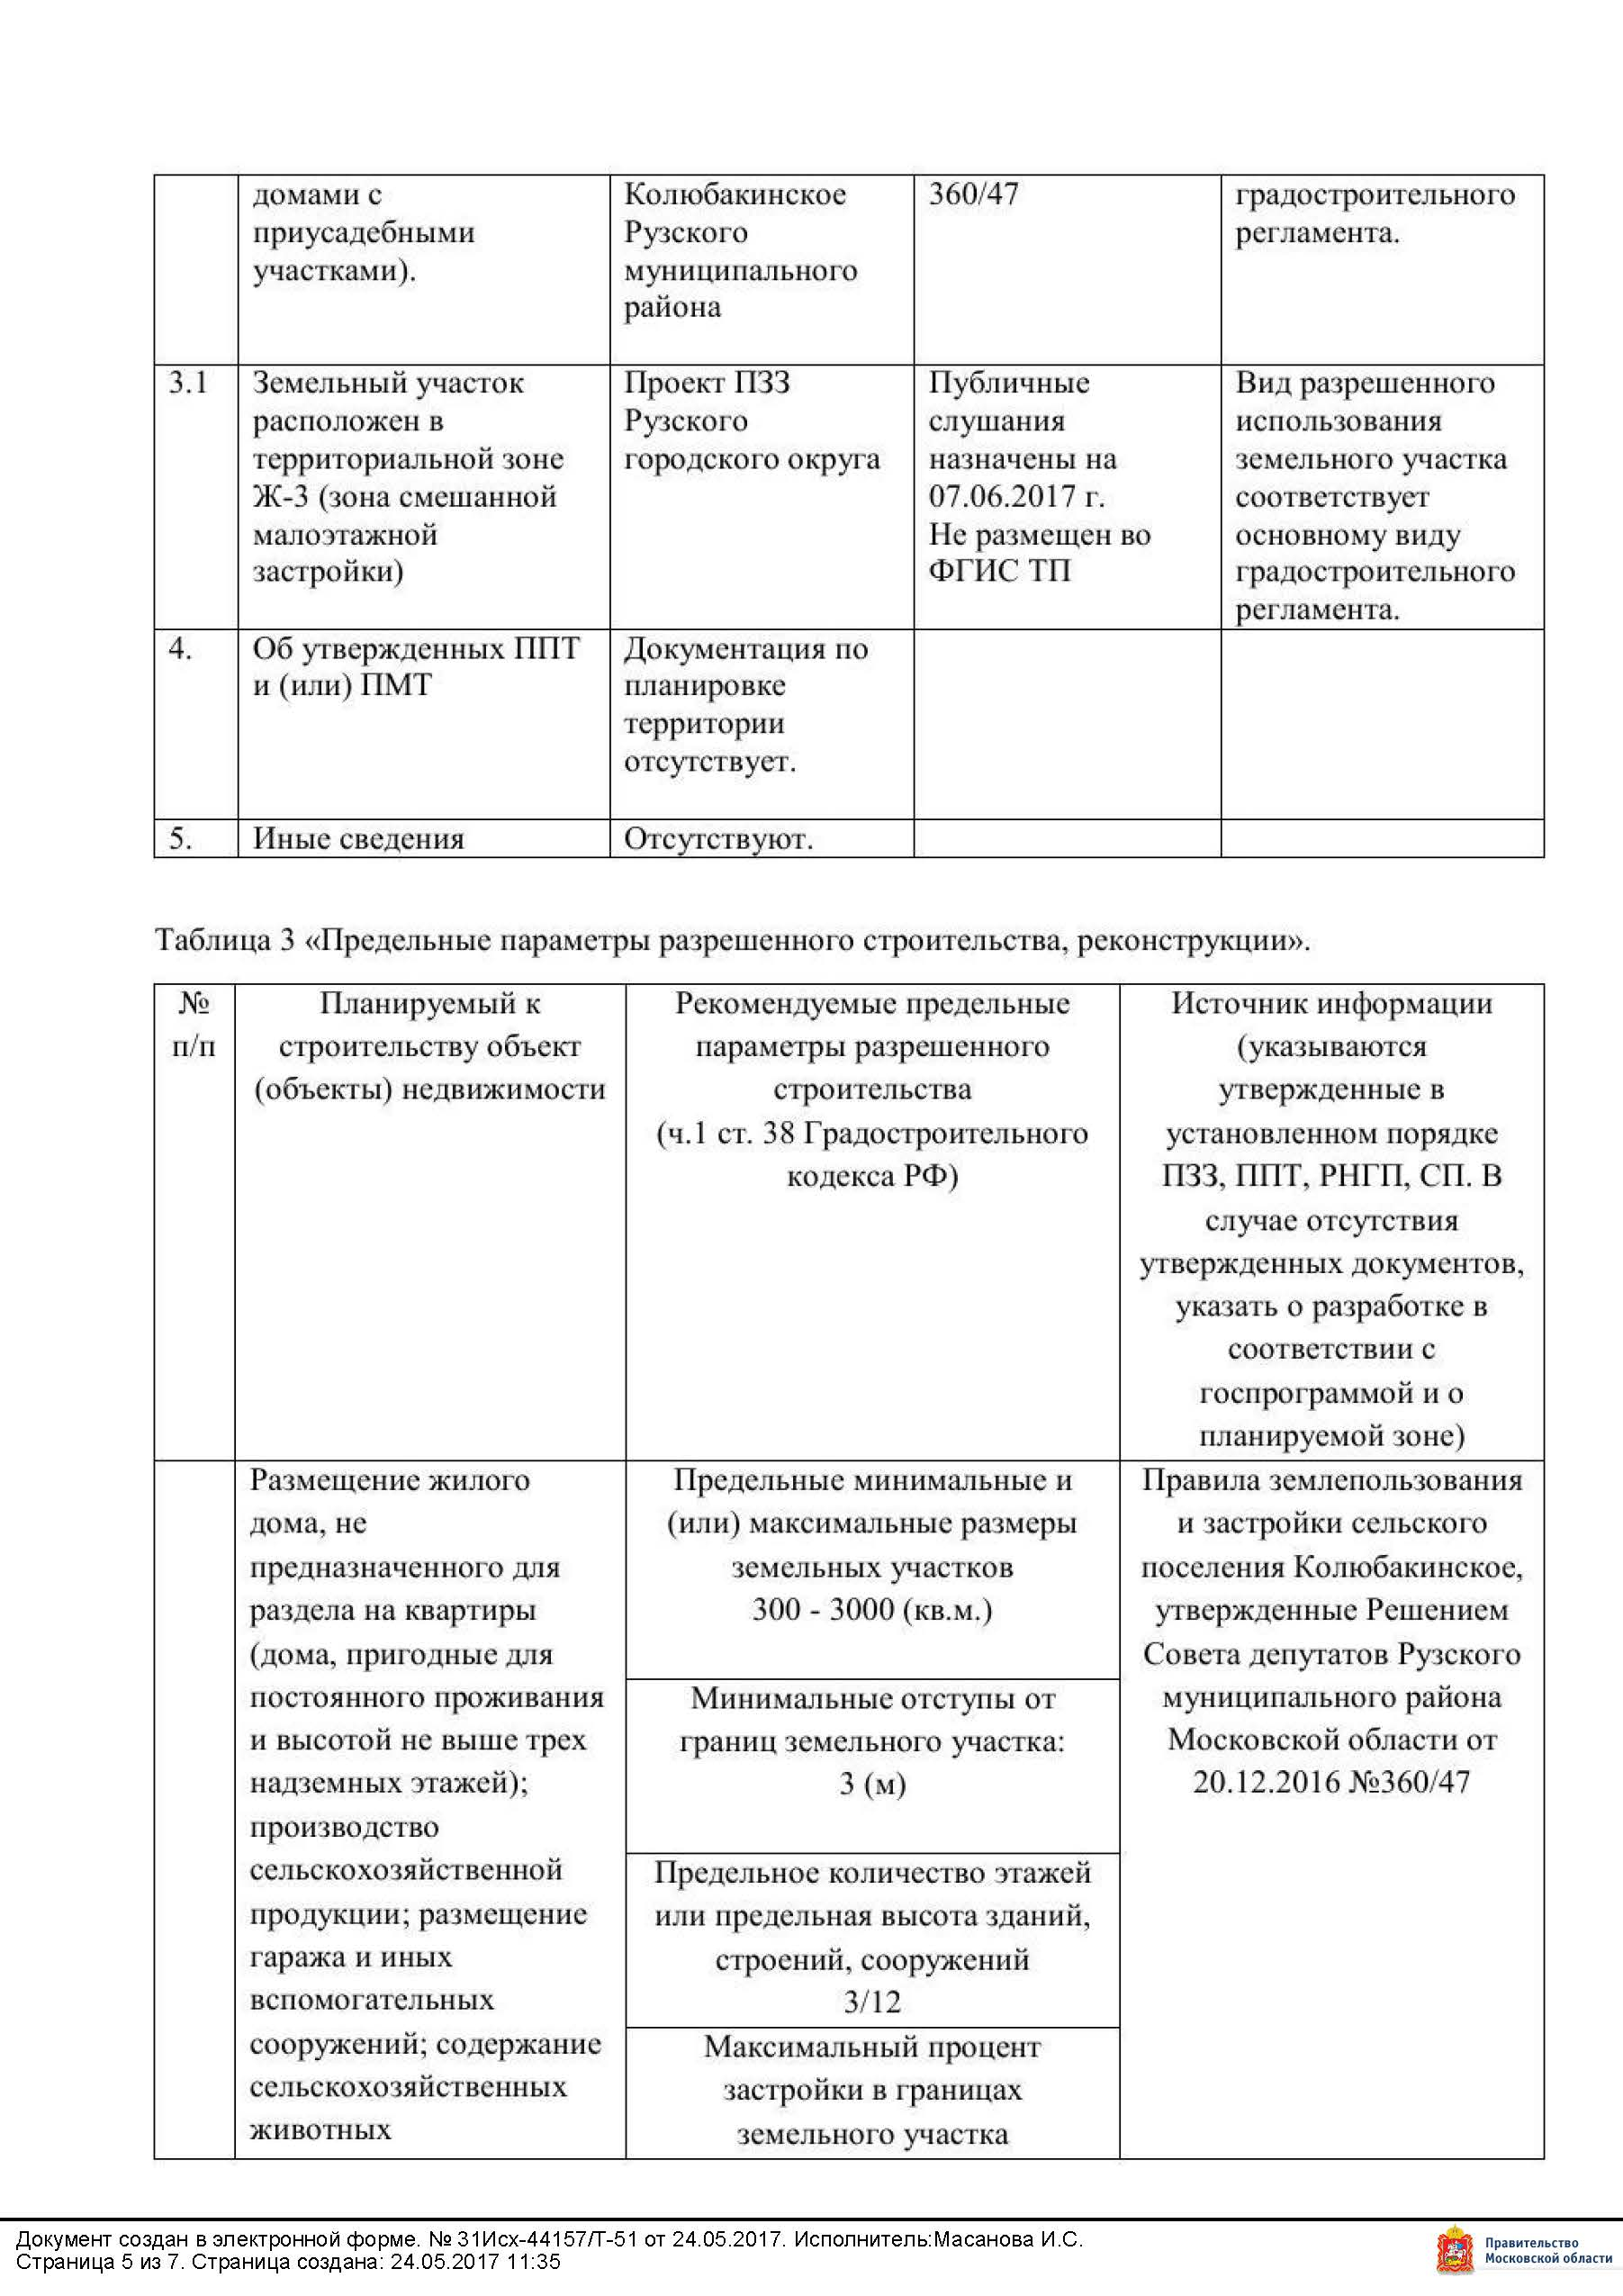 домами с
приусадебными
участками).
Колюбакинское
Рузского
муниципального
района
360/47
градостроительного
регламента.
3.1
Земельный участок
расположен в
территориальной зоне
Ж-3 (зона смешанной
малоэтажной
застройки)
Проект ПЗЗ
Рузского
городского округа
Публичные
слушания
назначены на
07.06.2017 г.
Не размещен во
ФГИС ТП
Вид разрешенного
использования
земельного участка
соответствует
основному виду
градостроительного
регламента.
4.
Об утвержденных ППТ
и (или) ПМТ
Документация по
планировке
территории
отсутствует.
5.
Иные сведения
Отсутствуют.
Таблица 3 «Предельные параметры разрешенного строительства, реконструкции».
№
п/п
Планируемый к
строительству объект
(объекты) недвижимости
Рекомендуемые предельные
параметры разрешенного
строительства
(ч.1 ст. 38 Градостроительного
кодекса РФ)
Источник информации
(указываются
утвержденные в
установленном порядке
ПЗЗ, ППТ, РНГП, СП. В
случае отсутствия
утвержденных документов,
указать о разработке в
соответствии с
госпрограммой и о
планируемой зоне)
Размещение жилого
дома, не
предназначенного для
раздела на квартиры
(дома, пригодные для
постоянного проживания
и высотой не выше трех
надземных этажей);
производство
сельскохозяйственной
продукции; размещение
гаража и иных
вспомогательных
сооружений; содержание
сельскохозяйственных
животных
Предельные минимальные и
(или) максимальные размеры
земельных участков
300 - 3000 (кв.м.)
Минимальные отступы от
границ земельного участка:
3 (м)
Предельное количество этажей
или предельная высота зданий,
строений, сооружений
3/12
Максимальный процент
застройки в границах
земельного участка
Правила землепользования
и застройки сельского
поселения Колюбакинское,
утвержденные Решением
Совета депутатов Рузского
муниципального района
Московской области от
20.12.2016 №360/47
Документ создан в электронной форме. № 31Исх-44157/Т-51 от 24.05.2017. Исполнитель:Масанова И.С.
Страница 5 из 7. Страница создана: 24.05.2017 11:35
Правительство
Московской области